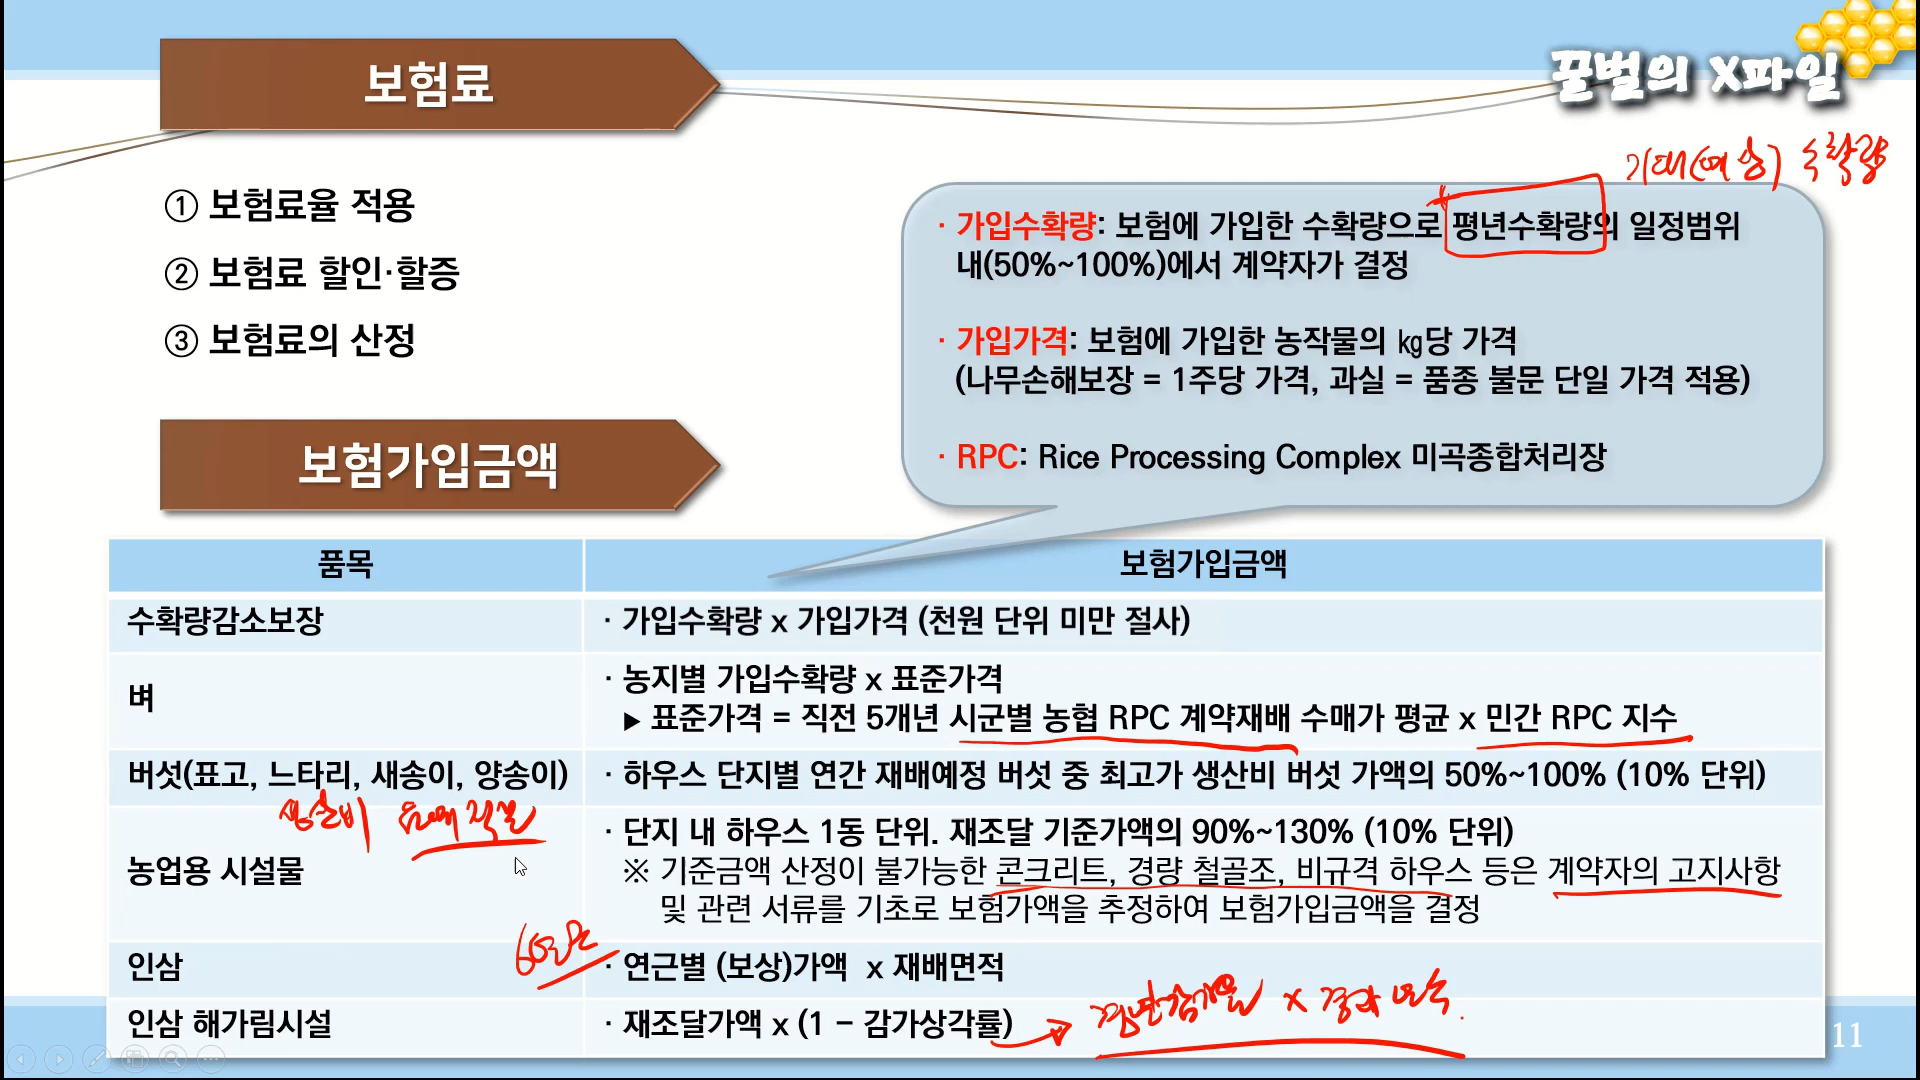 보험료
꿀벌의 X파일
기대(예상) 수확량
① 보험료율 적용
② 보험료 할인·할증
③ 보험료의 산정
· 가입수확량: 보험에 가입한 수확량으로 평년수확량의 일정범위
내(50%~100%)에서 계약자가 결정
· 가입가격: 보험에 가입한 농작물의 ㎏당 가격
(나무손해보장 = 1주당 가격, 과실 = 품종 불문 단일 가격 적용)
· RPC: Rice Processing Complex 미곡종합처리장
보험가입금액
품목 보험가입금액
수확량감소보장 · 가입수확량 x 가입가격 (천원 단위 미만 절사)
벼 · 농지별 가입수확량 x 표준가격
▶ 표준가격 = 직전 5개년 시군별 농협 RPC 계약재배 수매가 평균 x 민간 RPC 지수
버섯(표고, 느타리, 새송이, 양송이) · 하우스 단지별 연간 재배예정 버섯 중 최고가 생산비 버섯 가액의 50%~100% (10% 단위)
생산비
농업용 시설물 · 단지 내 하우스 1동 단위. 재조달 기준가액의 90%~130% (10% 단위)
※ 기준금액 산정이 불가능한 콘크리트, 경량 철골조, 비규격 하우스 등은 계약자의 고지사항
및 관련 서류를 기초로 보험가액을 추정하여 보험가입금액을 결정
인삼 · 연근별 (보상)가액 x 재배면적
인삼 해가림시설 · 재조달가액 x (1 – 감가상각률)
경년감가율 x 경과년수
11